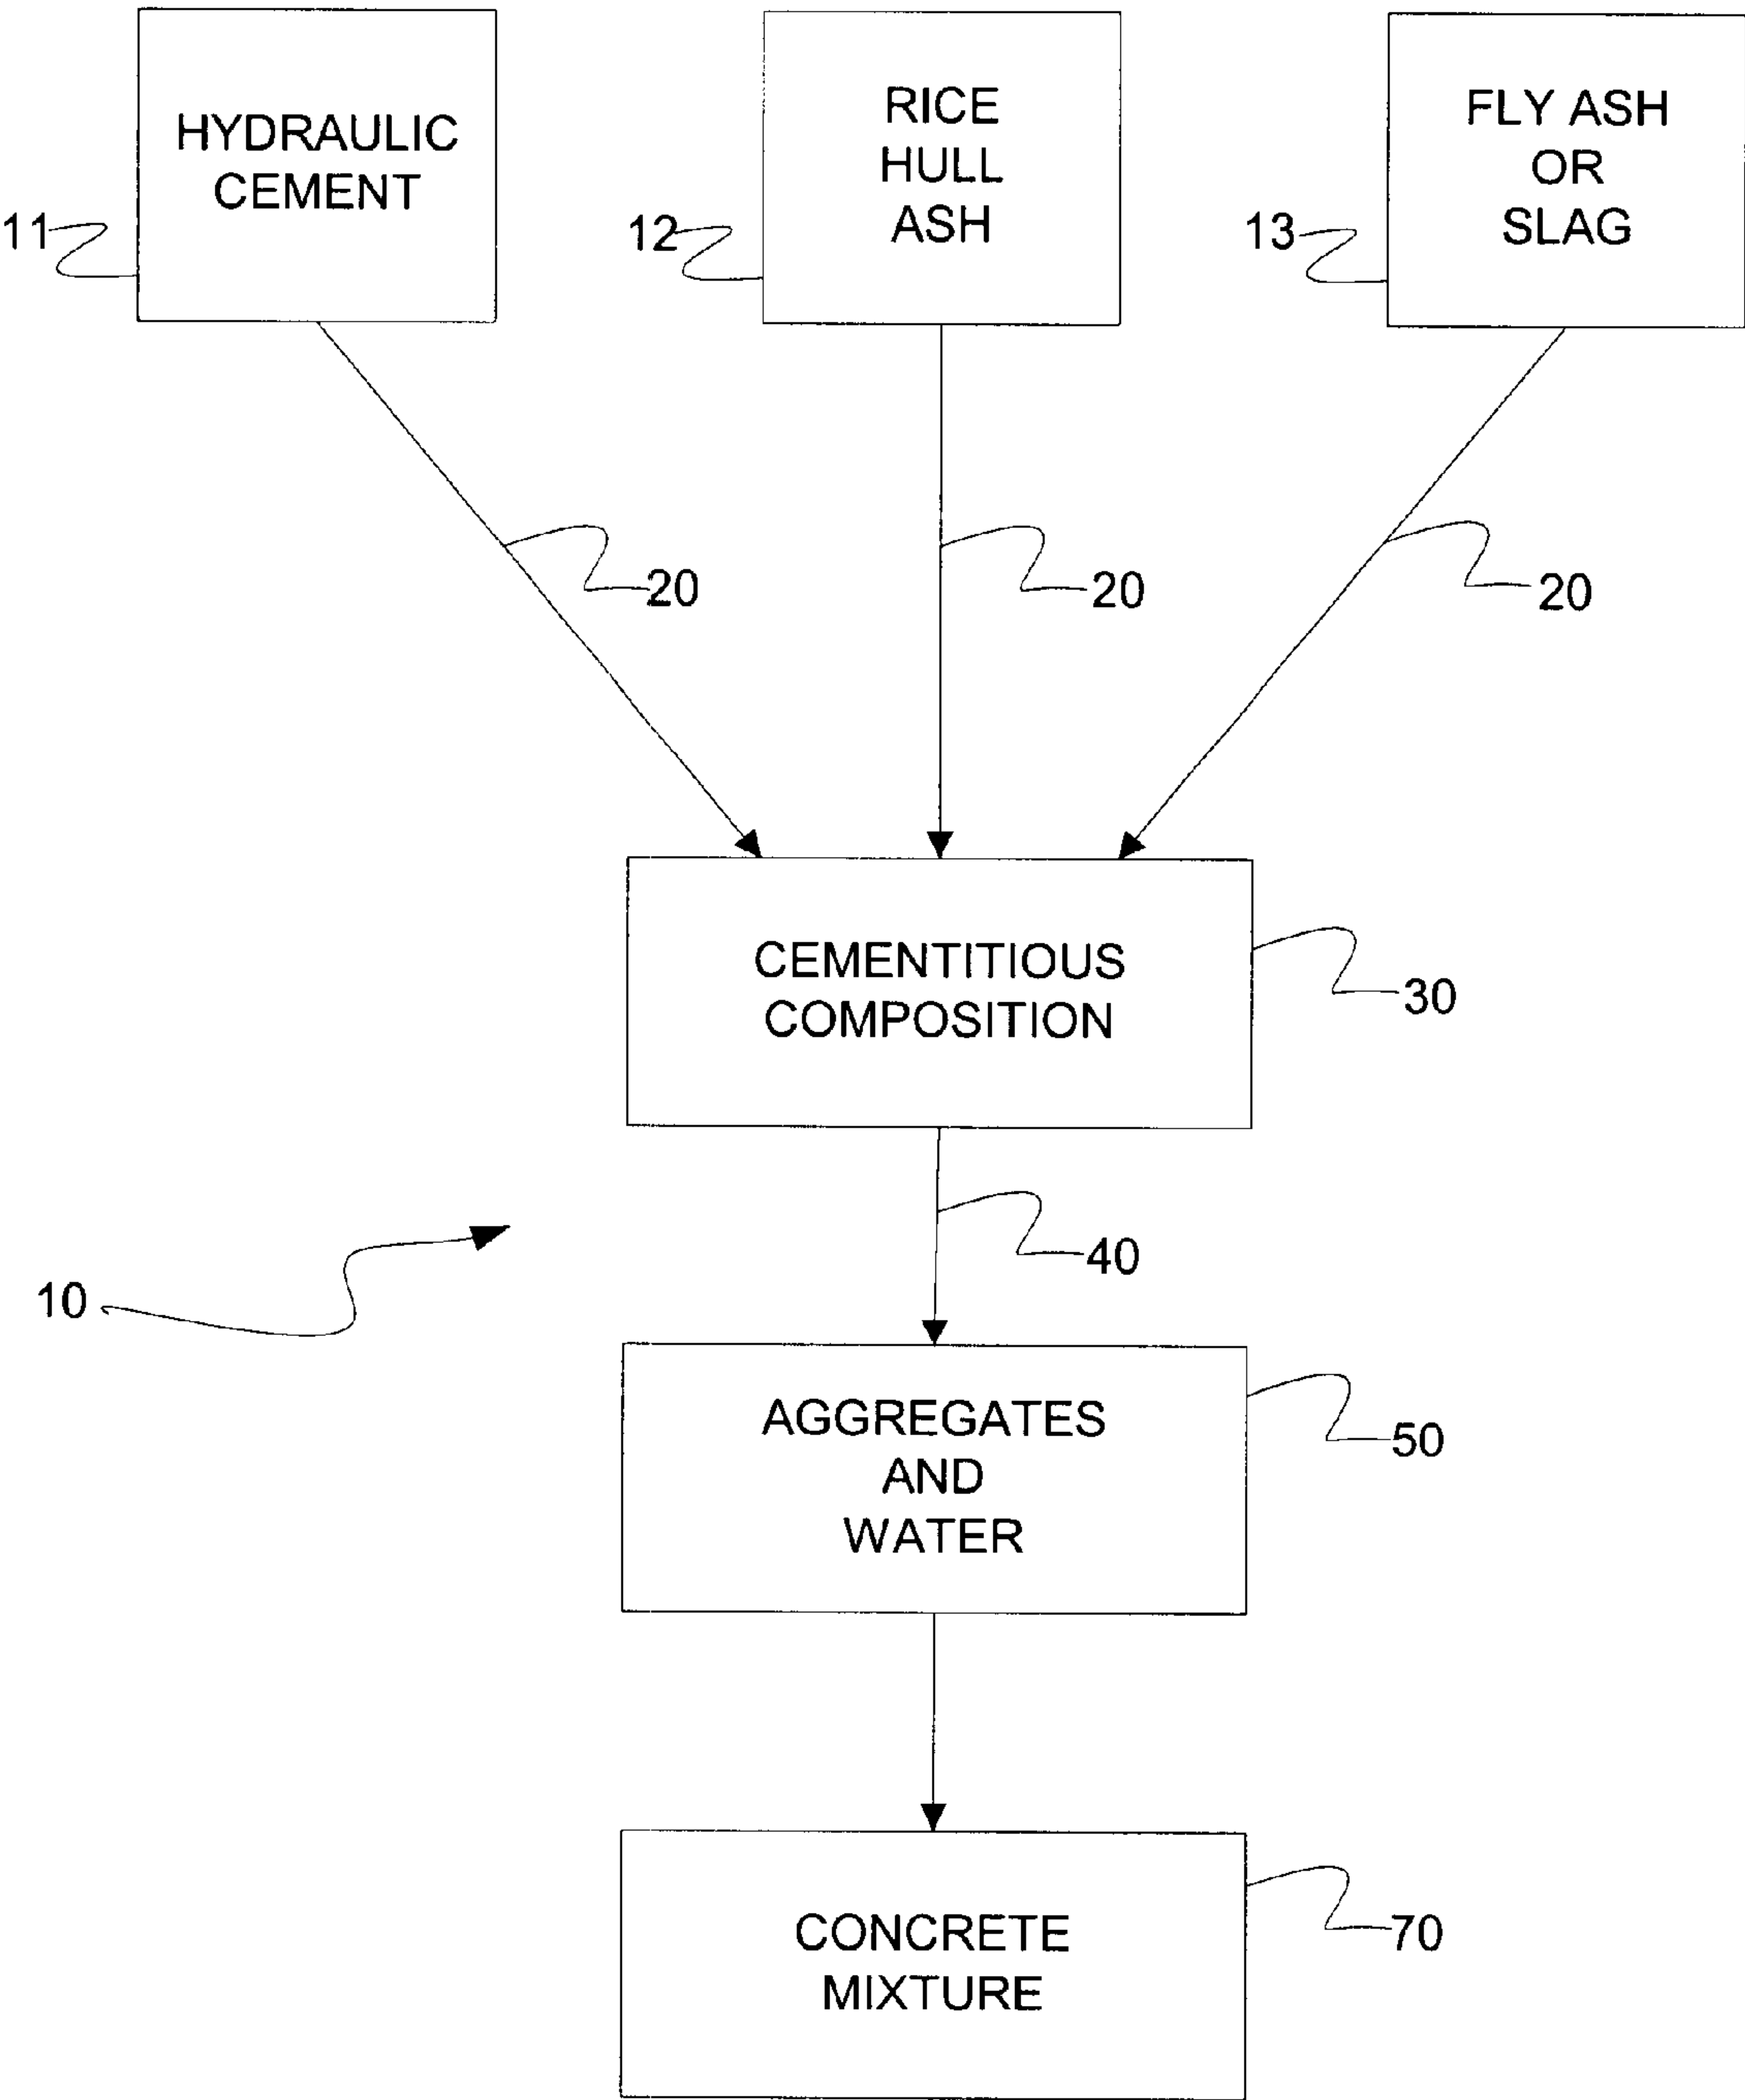 HYDRAULIC
CEMENT
11
RICE
HULL
ASH
12
FLY ASH
OR
SLAG
13
20
20
20
CEMENTITIOUS
COMPOSITION
30
40
10
AGGREGATES
AND
WATER
50
CONCRETE
MIXTURE
70